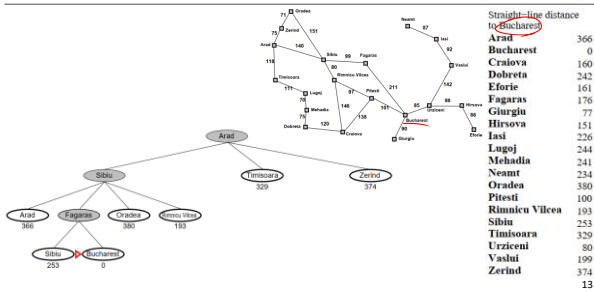 Straight-line distance
to Bucharest
Arad 366
Bucharest 0
Craiova 160
Dobreta 242
Eforie 161
Fagaras 176
Giurgiu 77
Hirsova 151
Iasi 226
Lugoj 244
Mehadia 241
Neamt 234
Oradea 380
Pitesti 100
Rimnicu Vilcea 193
Sibiu 253
Timisoara 329
Urziceni 80
Vaslui 199
Zerind 374
Oradea
71
Zerind
151
75
Arad
140
Sibiu
99
Fagaras
118
80
Rimnicu Vilcea
Timisoara
111
Lugoj
97
Pitesti
211
70
Mehadia
146
101
75
138
Dobreta
120
Craiova
Bucharest
90
Giurgiu
85
Urziceni
Neamt
87
Iasi
92
Vaslui
142
98
Hirsova
86
Eforie
Arad
Sibiu
Timisoara
329
Zerind
374
Arad
366
Fagaras
Oradea
380
Rimnicu Vilcea
193
Sibiu
253
Bucharest
0
13